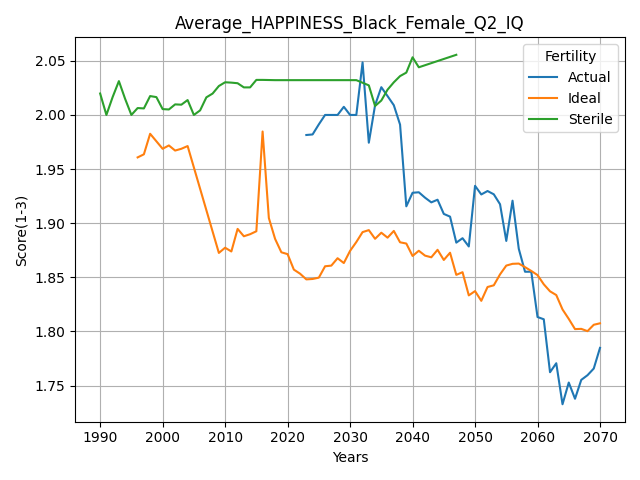 Average_HAPPINESS_Black_Female_Q2_IQ
Fertility
Actual
Ideal
Sterile
Score(1-3)
2.05
2.00
1.95
1.90
1.85
1.80
1.75
1990 2000 2010 2020 2030 2040 2050 2060 2070
Years